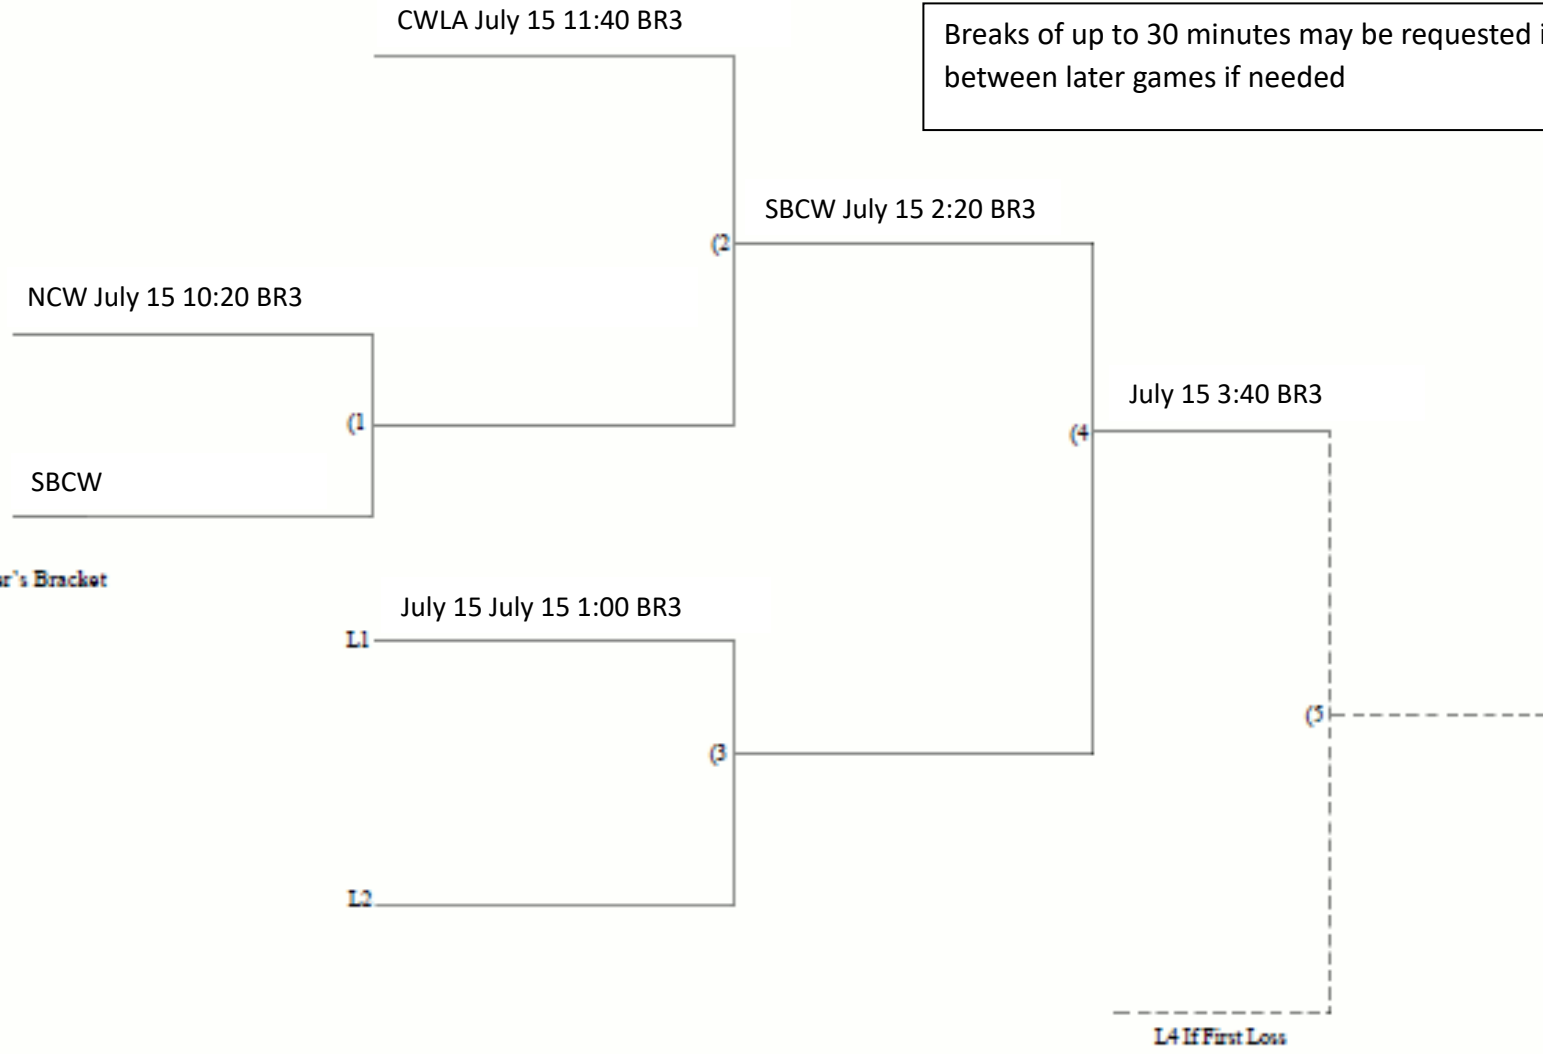 CWLA July 15 11:40 BR3
Breaks of up to 30 minutes may be requested
between later games if needed
SBCW July 15 2:20 BR3
(2
NCW July 15 10:20 BR3
July 15 3:40 BR3
(1
(4
SBCW
Bracket
July 15 July 15 1:00 BR3
L1
(5
(3
L2
L4 If First Loss